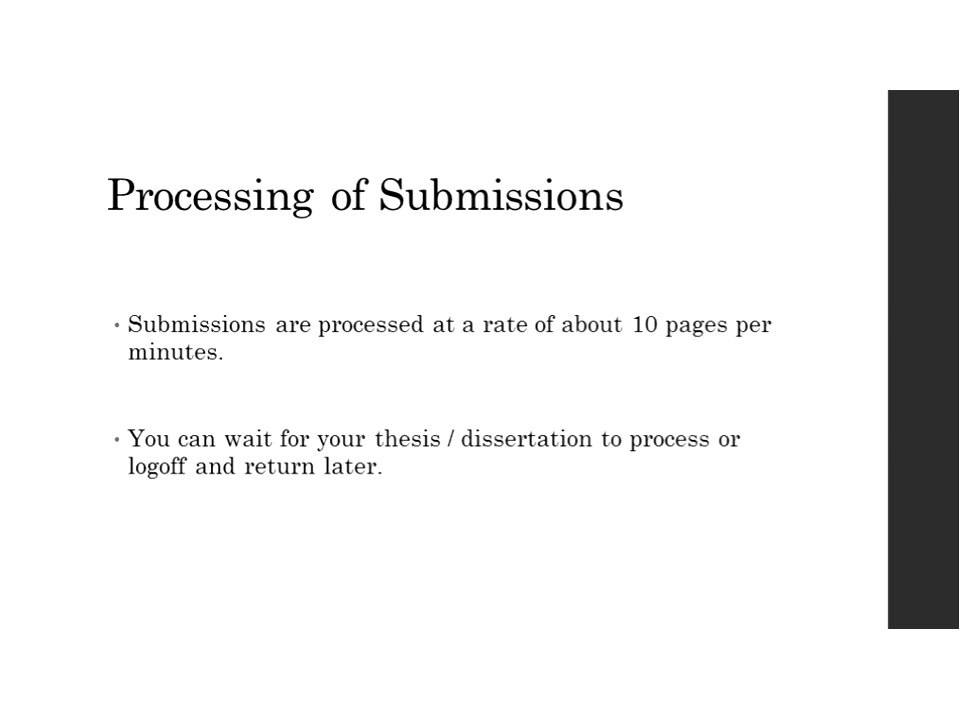 Processing of Submissions
• Submissions are processed at a rate of about 10 pages per
minutes.
• You can wait for your thesis / dissertation to process or
logoff and return later.